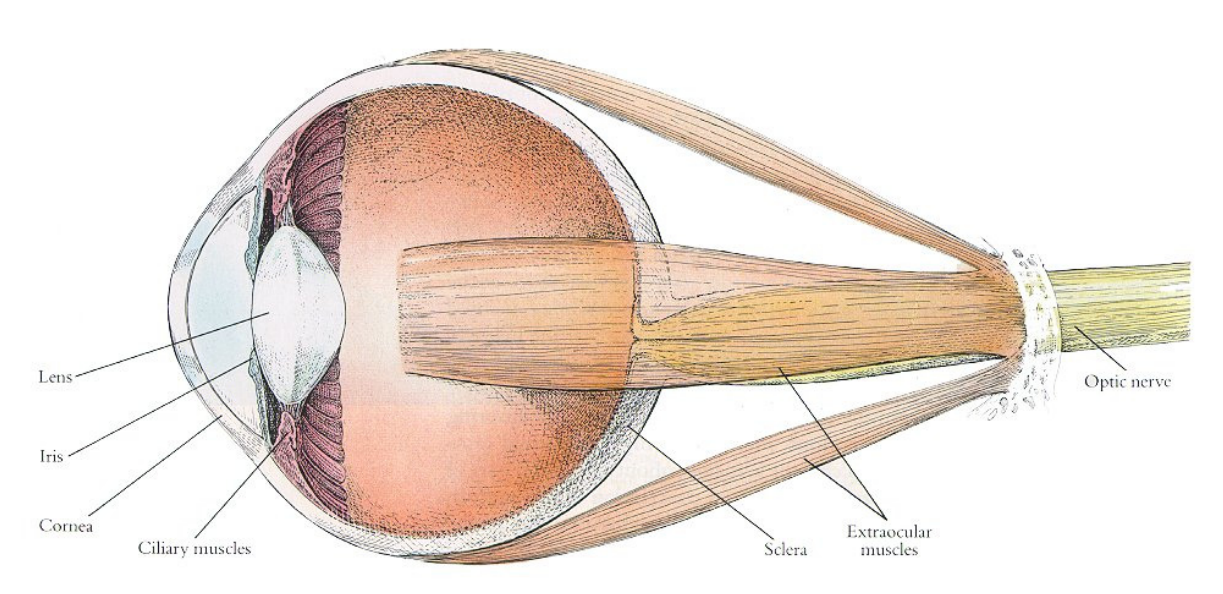 Lens
Iris
Cornea
Ciliary muscles
Sclera
Extraocular
muscles
Optic nerve